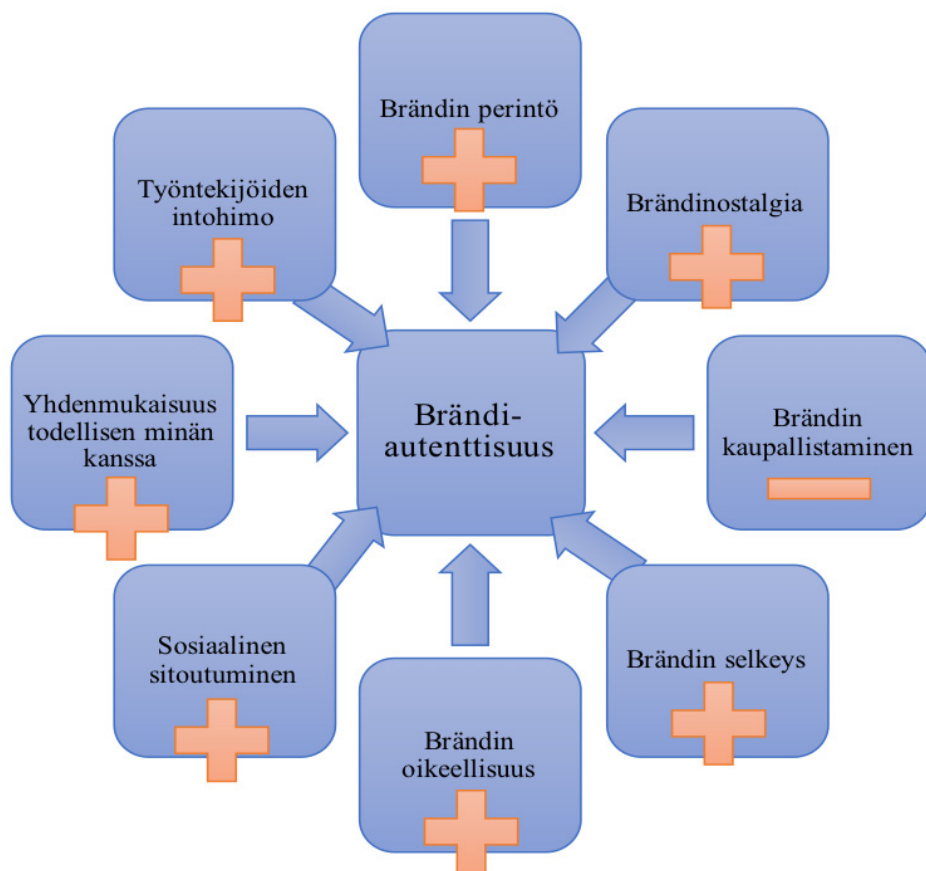 Brändin perintö
Työntekijöiden
intohimo
Brändinostalgia
Yhdenmukaisuus
todellisen minän
kanssa
Brändi-
autenttisuus
Brändin
kaupallistaminen
Sosiaalinen
sitoutuminen
Brändin
oikeellisuus
Brändin selkeys